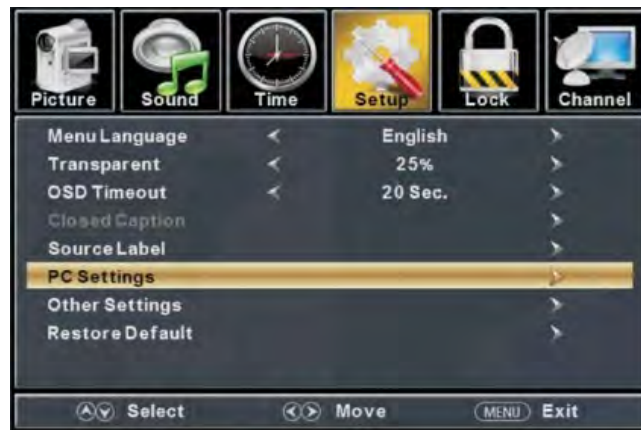 Picture Sound Time Setup Lock Channel
Menu Language English
Transparent 25%
OSD Timeout 20 Sec.
Closed Caption
Source Label
PC Settings
Other Settings
Restore Default
Select Move MENU Exit